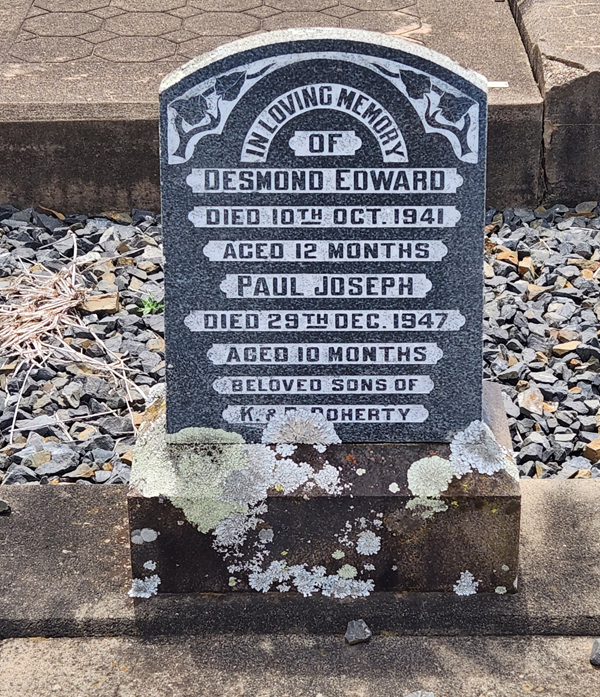 IN LOVING MEMORY
OF
DESMOND EDWARD
DIED 10TH OCT. 1941
AGED 12 MONTHS
PAUL JOSEPH
DIED 29TH DEC. 1947
AGED 10 MONTHS
BELOVED SONS OF
K. & DOHERTY